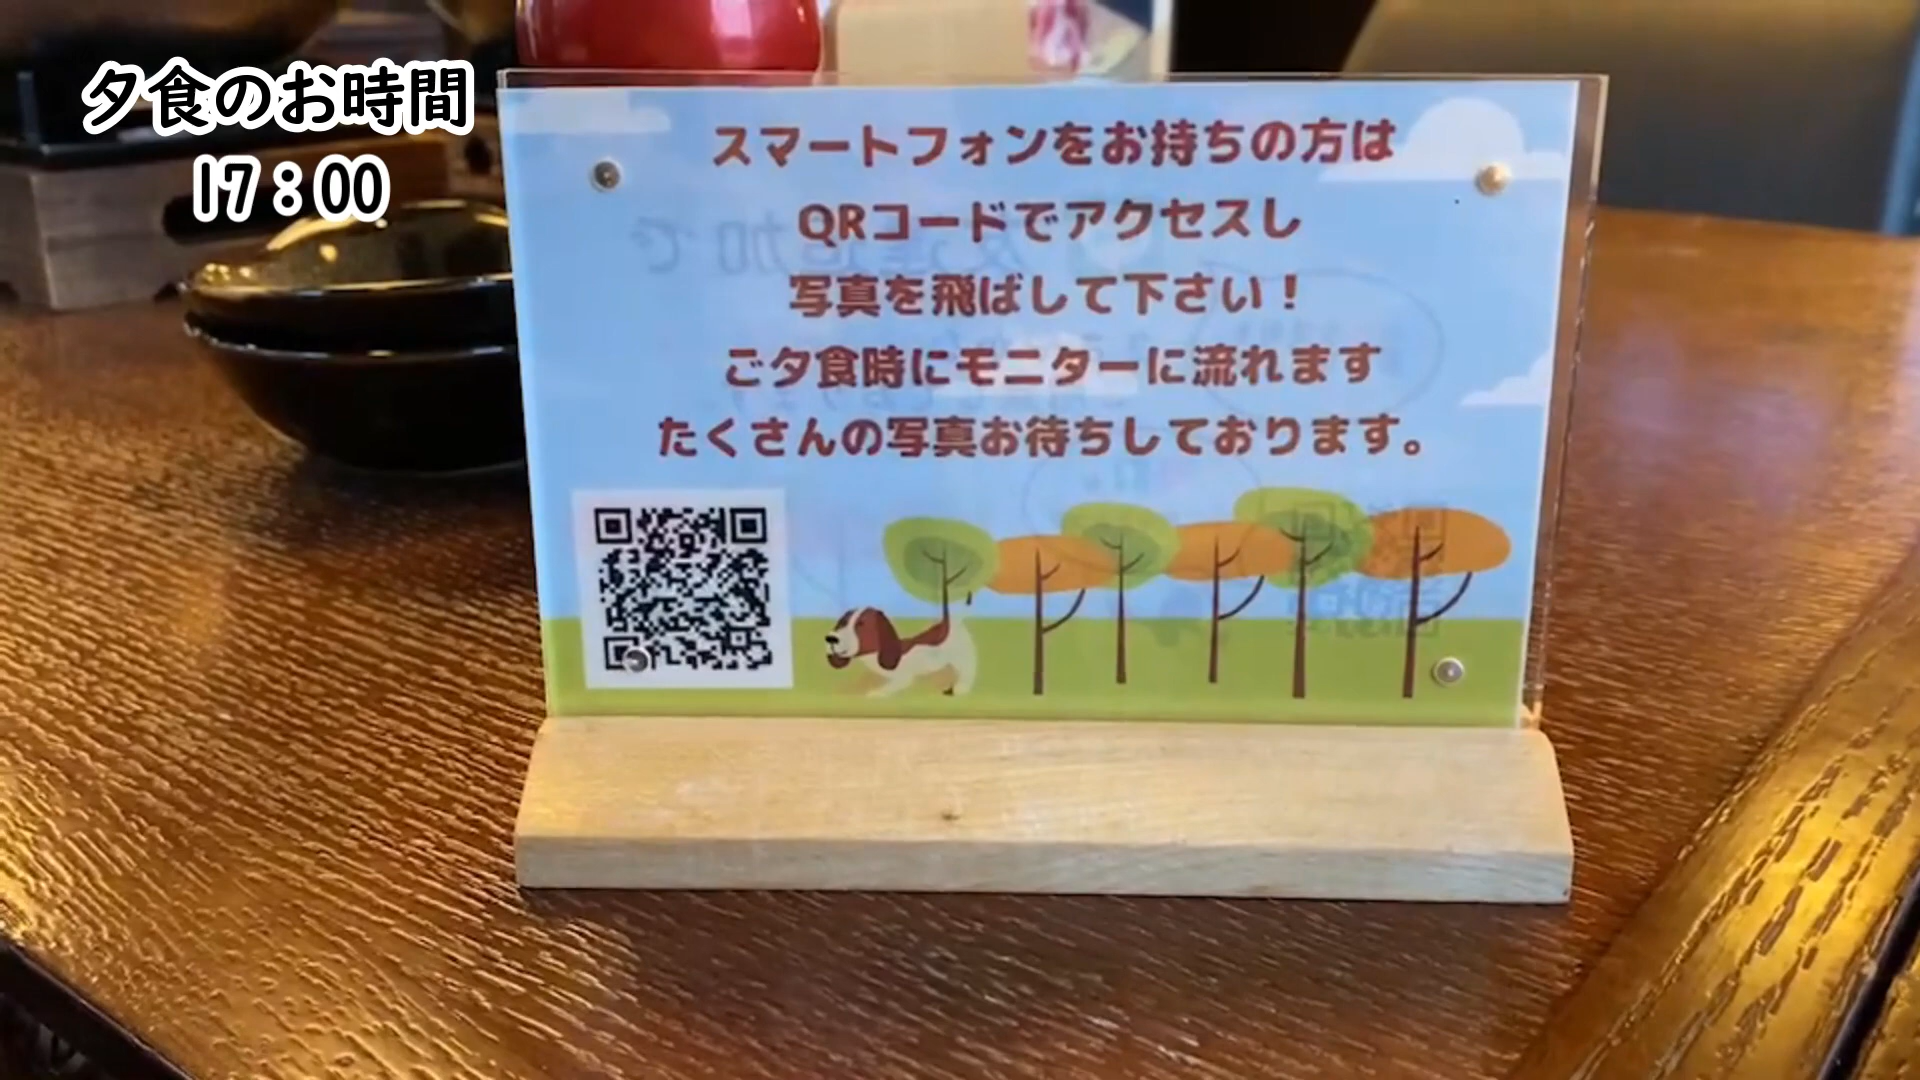 夕食のお時間
17：00
スマートフォンをお持ちの方は
QRコードでアクセスし
写真を飛ばして下さい！
ご夕食時にモニターに流れます
たくさんの写真お待ちしております。